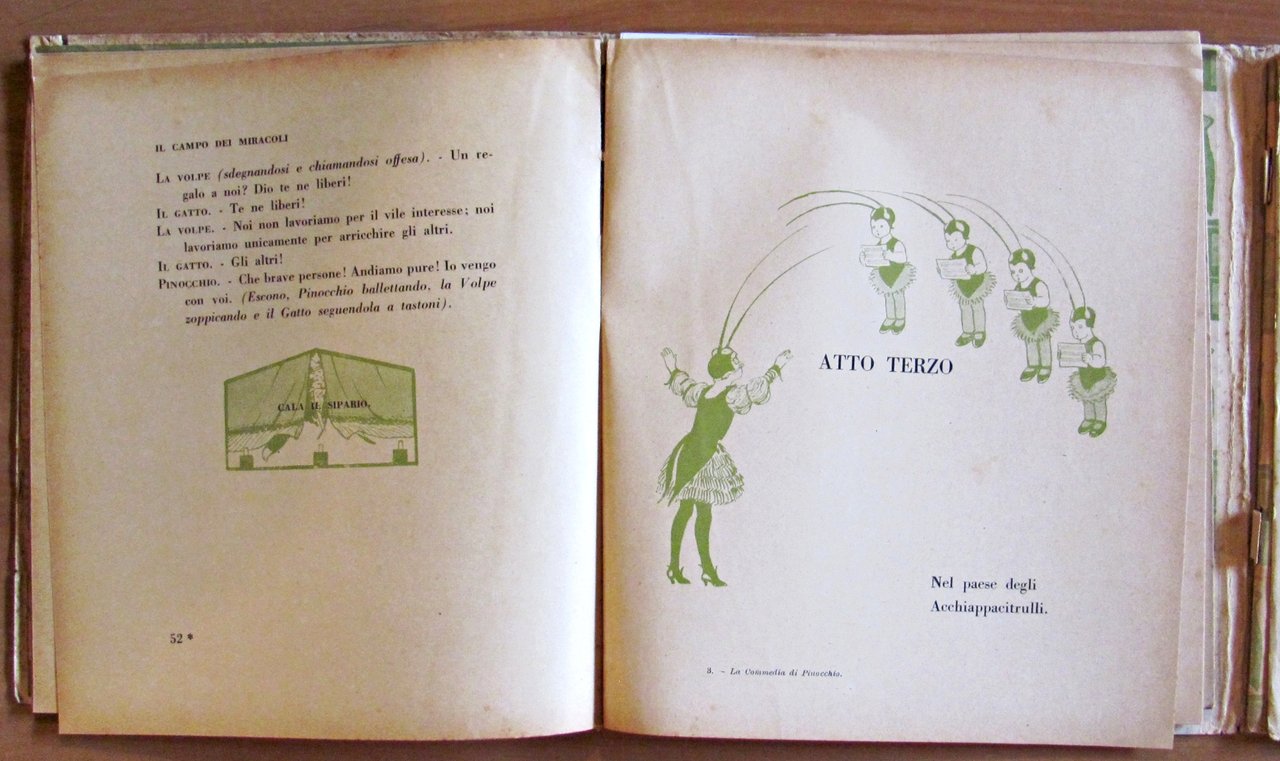 IL CAMPO DEI MIRACOLI
LA VOLPE (sdegnandosi e chiamandosi offesa). - Un re-
galo a noi? Dio te ne liberi!
IL GATTO. - Te ne liberi!
LA VOLPE. - Noi non lavoriamo per il vile interesse; noi
lavoriamo unicamente per arricchire gli altri.
IL GATTO. - Gli altri!
PINOCCHIO. - Che brave persone! Andiamo pure! Io vengo
con voi. (Escono, Pinocchio ballettando, la Volpe
zoppicando e il Gatto seguendola a tastoni).
CALA IL SIPARIO.
52 *
ATTO TERZO
Nel paese degli
Acchiappacitrulli.
3. - La Commedia di Pinocchio.